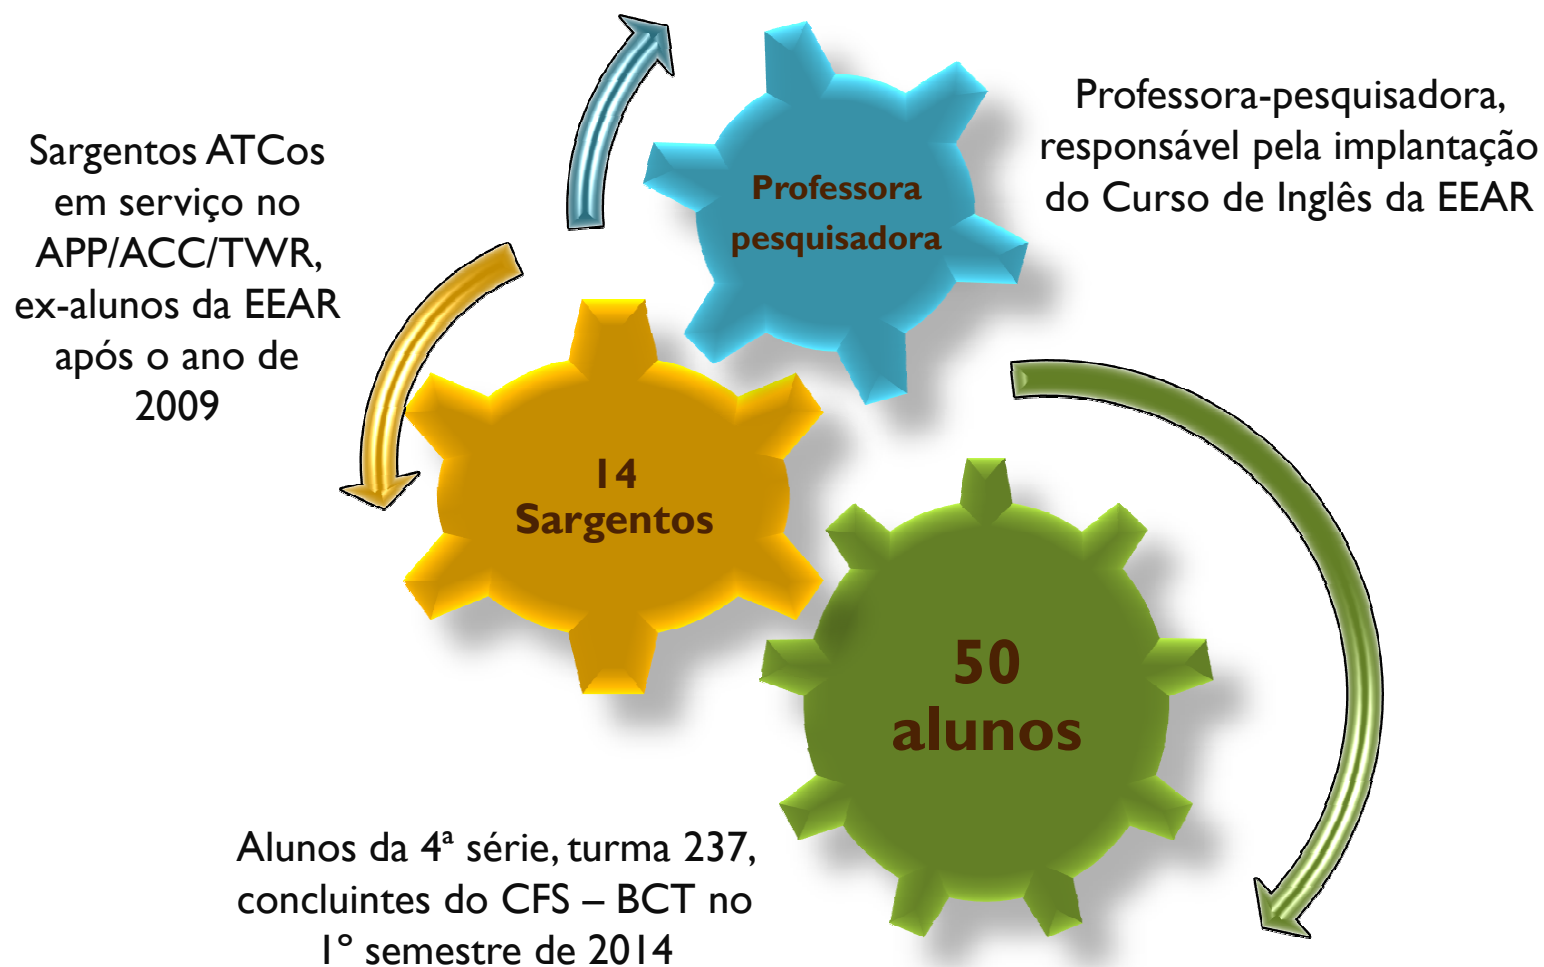 Sargentos ATCos
em serviço no
APP/ACC/TWR,
ex-alunos da EEAR
após o ano de
2009
Professora
pesquisadora
Professora-pesquisadora,
responsável pela implantação
do Curso de Inglês da EEAR
14
Sargentos
50
alunos
Alunos da 4ª série, turma 237,
concluintes do CFS – BCT no
1º semestre de 2014